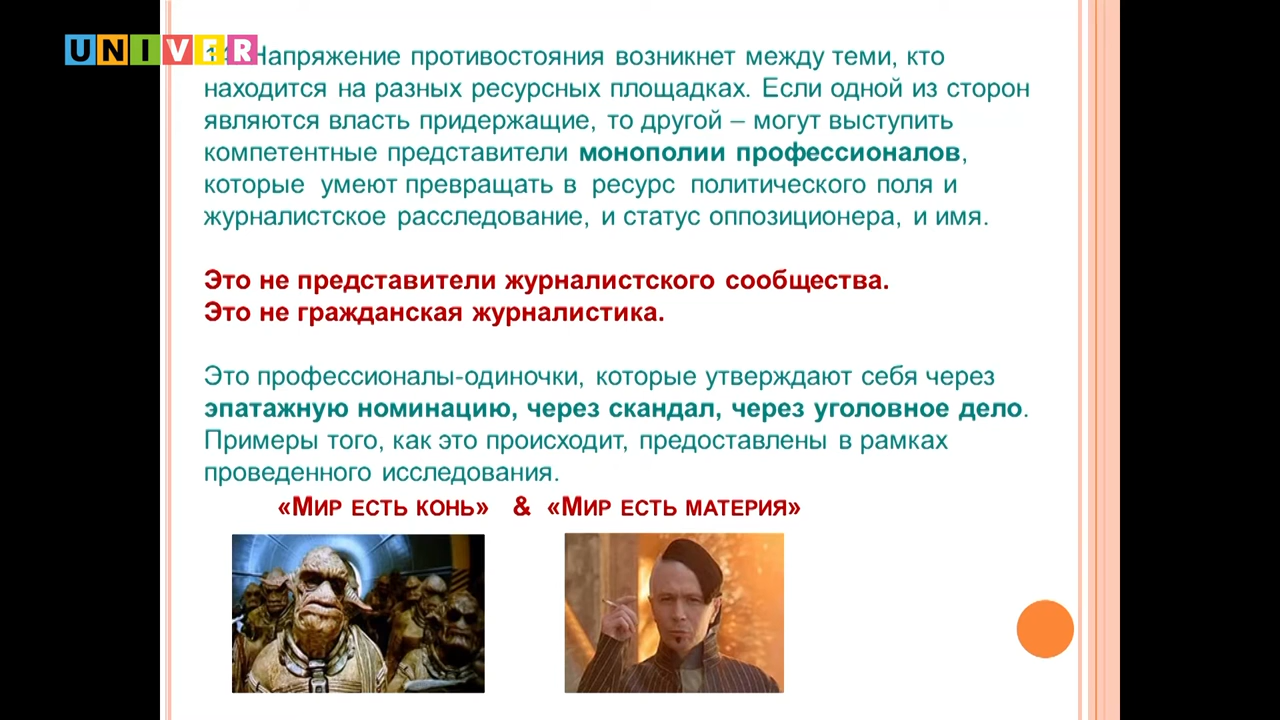 UNIVER
Напряжение противостояния возникнет между теми, кто
находится на разных ресурсных площадках. Если одной из сторон
являются власть придержащие, то другой – могут выступить
компетентные представители монополии профессионалов,
которые умеют превращать в ресурс политического поля и
журналистское расследование, и статус оппозиционера, и имя.
Это не представители журналистского сообщества.
Это не гражданская журналистика.
Это профессионалы-одиночки, которые утверждают себя через
эпатажную номинацию, через скандал, через уголовное дело.
Примеры того, как это происходит, предоставлены в рамках
проведенного исследования.
«Мир есть конь» & «Мир есть материя»